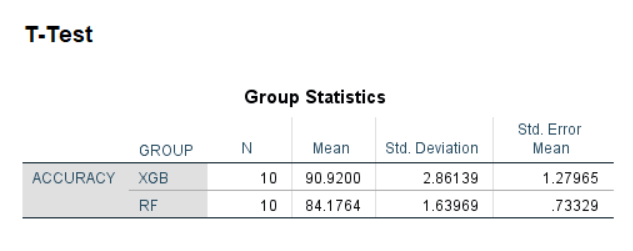 T-Test
Group Statistics
GROUP N Mean Std. Deviation Std. Error Mean
ACCURACY XGB 10 90.9200 2.86139 1.27965
RF 10 84.1764 1.63969 .73329